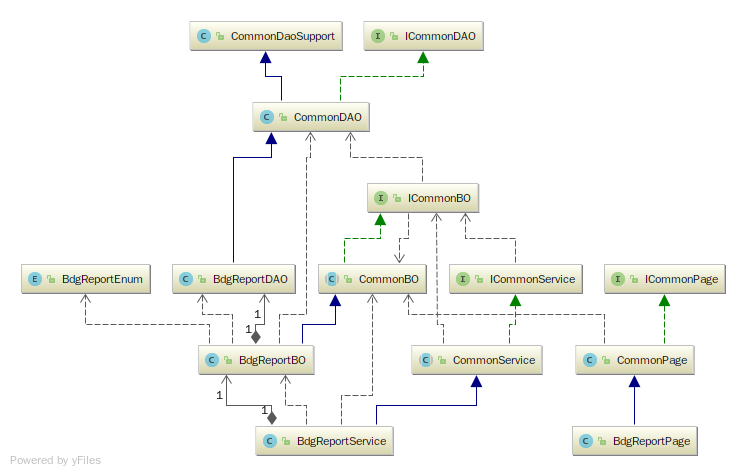 C CommonDaoSupport
I ICommonDAO
C CommonDAO
I ICommonBO
E BdgReportEnum
C BdgReportDAO
C CommonBO
I ICommonService
I ICommonPage
1
1
C BdgReportBO
C CommonService
C CommonPage
1
1
C BdgReportService
C BdgReportPage
Powered by yFiles